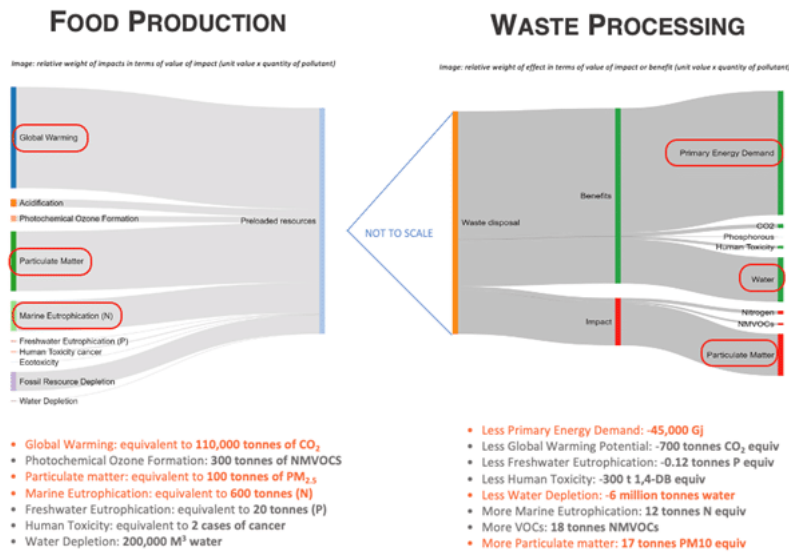 FOOD PRODUCTION
Image: relative weight of impacts in terms of value of impact (unit value x quantity of pollutant)
Global Warming
Acidification
Photochemical Ozone Formation
Preloaded resources
Particulate Matter
Marine Eutrophication (N)
Freshwater Eutrophication (P)
Human Toxicity cancer
Ecotoxicity
Fossil Resource Depletion
Water Depletion
• Global Warming: equivalent to 110,000 tonnes of CO₂
• Photochemical Ozone Formation: 300 tonnes of NMVOCS
• Particulate matter: equivalent to 100 tonnes of PM₂.₅
• Marine Eutrophication: equivalent to 600 tonnes (N)
• Freshwater Eutrophication: equivalent to 20 tonnes (P)
• Human Toxicity: equivalent to 2 cases of cancer
• Water Depletion: 200,000 M³ water
NOT TO SCALE
WASTE PROCESSING
Image: relative weight of effect in terms of value of impact or benefit (unit value x quantity of pollutant)
Primary Energy Demand
Benefits
Waste disposal
CO2
Phosphorous
Human Toxicity
Water
Nitrogen
Impact
NMVOCs
Particulate Matter
• Less Primary Energy Demand: -45,000 Gj
• Less Global Warming Potential: -700 tonnes CO₂ equiv
• Less Freshwater Eutrophication: -0.12 tonnes P equiv
• Less Human Toxicity: -300 t 1,4-DB equiv
• Less Water Depletion: -6 million tonnes water
• More Marine Eutrophication: 12 tonnes N equiv
• More VOCs: 18 tonnes NMVOCs
• More Particulate matter: 17 tonnes PM10 equiv